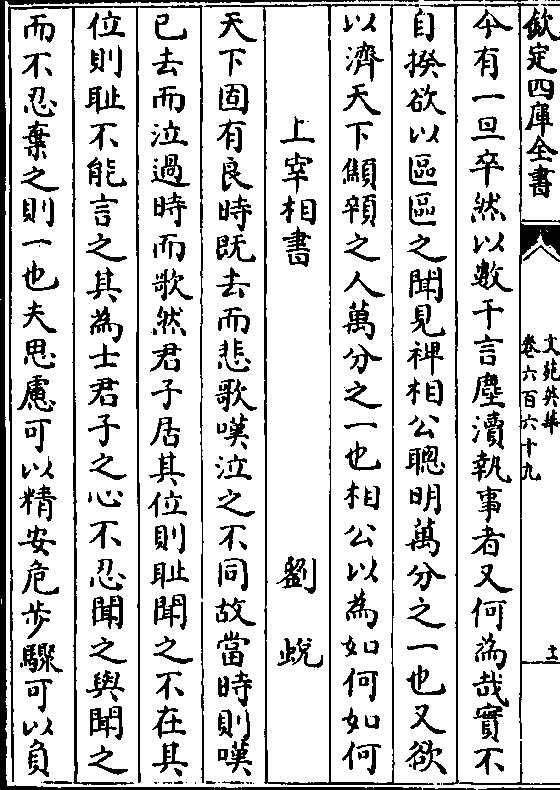 欽定四庫全書
文苑英華
卷六百六十九
十一
今有一旦卒然以數千言塵瀆執事者又何為哉實不
自揆欲以區區之聞見裨相公聰明萬分之一也又欲
以濟天下顦顇之人萬分之一也相公以為如何如何
上宰相書
劉蛻
天下固有良時既去而悲歌嘆泣之不同故當時則嘆
已去而泣過時而歌然君子居其位則耻聞之不在其
位則耻不能言之其為士君子之心不忍聞之與聞之
而不忍棄之則一也夫思慮可以精安危步驟可以負